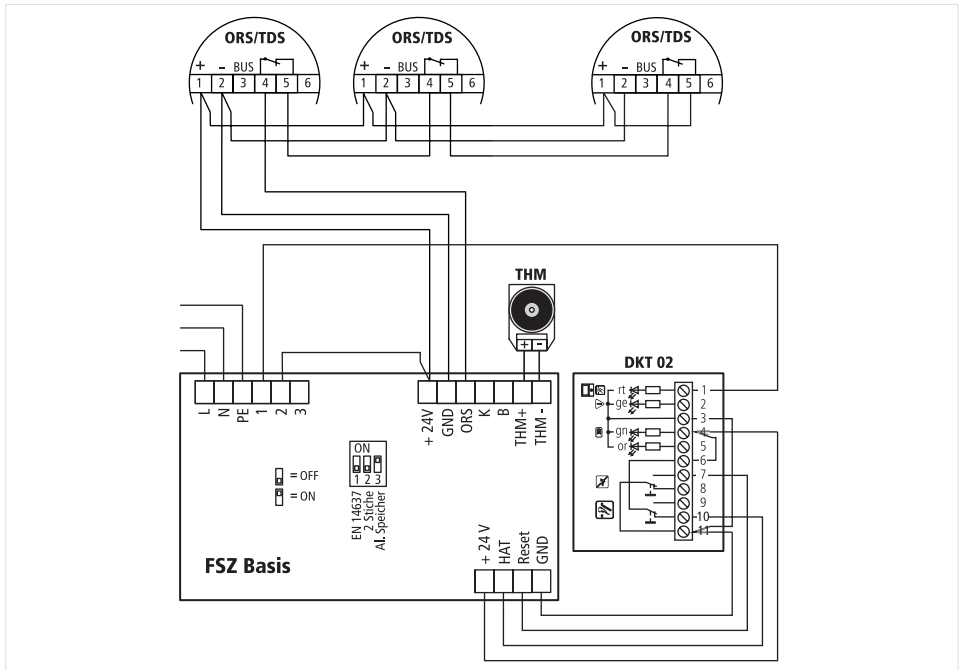 ORS/TDS ORS/TDS ORS/TDS
+ – BUS + – BUS + – BUS
1 2 3 4 5 6 1 2 3 4 5 6 1 2 3 4 5 6
THM
+ –
DKT 02
L N PE 1 2 3
+ 24V GND ORS K B THM+ THM -
rt 1
ge 2
3
gn 4
or 5
6
7
8
9
10
11
ON
1 2 3
= OFF
= ON
EN 14637
2 Stiche
Al. Speicher
FSZ Basis
+ 24 V HAT Reset GND